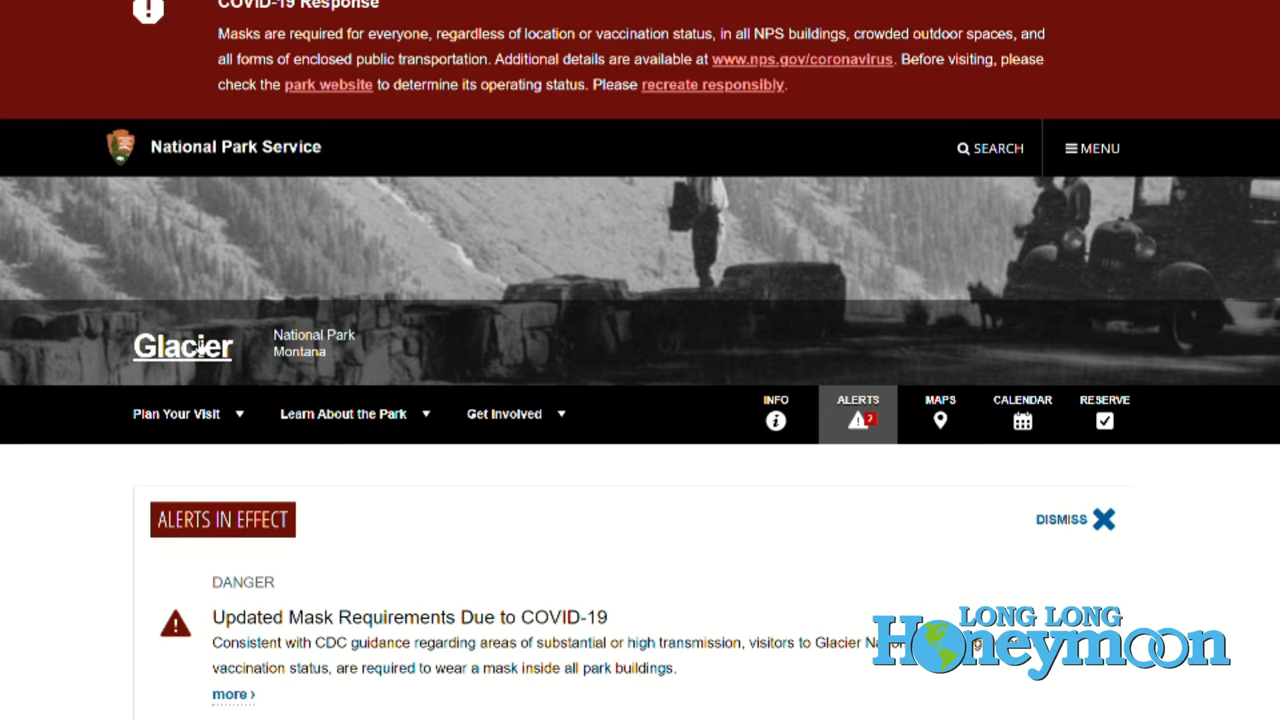 COVID-19 Response
Masks are required for everyone, regardless of location or vaccination status, in all NPS buildings, crowded outdoor spaces, and
all forms of enclosed public transportation. Additional details are available at www.nps.gov/coronavirus. Before visiting, please
check the park website to determine its operating status. Please recreate responsibly.
National Park Service
SEARCH
MENU
Glacier
National Park
Montana
Plan Your Visit
Learn About the Park
Get Involved
INFO
ALERTS
2
MAPS
CALENDAR
RESERVE
ALERTS IN EFFECT
DISMISS
DANGER
Updated Mask Requirements Due to COVID-19
Consistent with CDC guidance regarding areas of substantial or high transmission, visitors to Glacier
vaccination status, are required to wear a mask inside all park buildings.
more ›
LONG LONG
Honeymoon